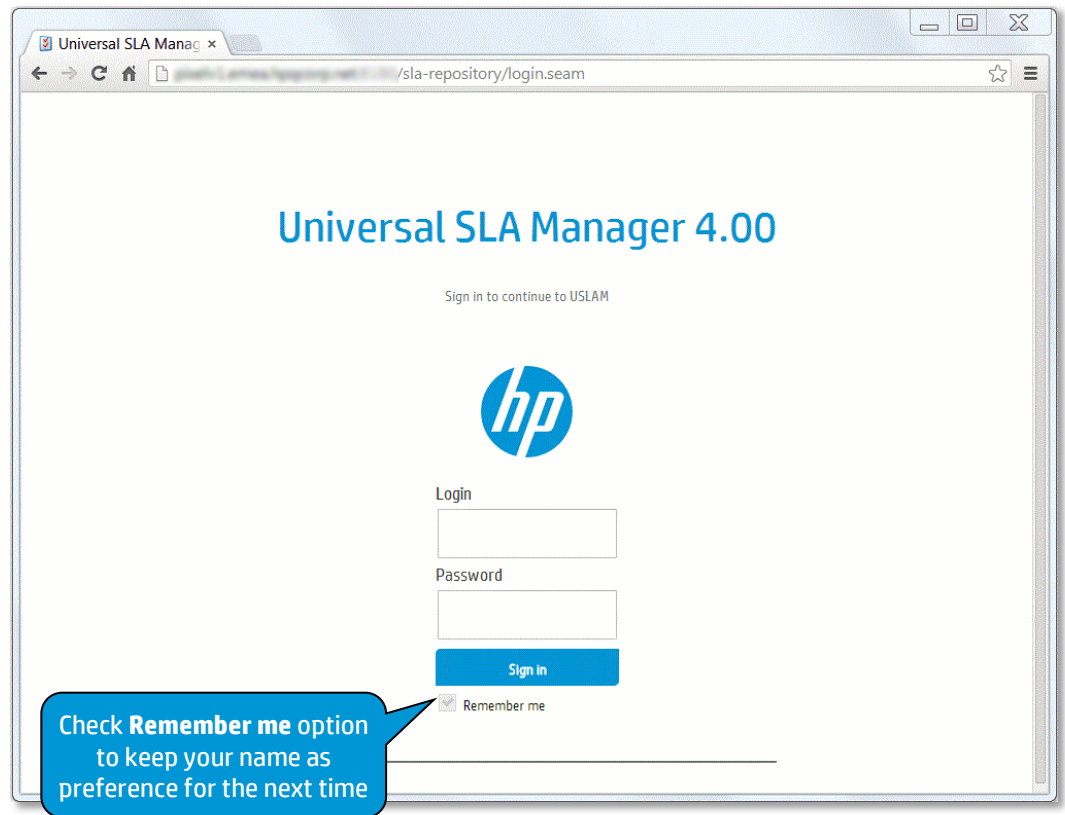 Universal SLA Manag
/sla-repository/login.seam
Universal SLA Manager 4.00
Sign in to continue to USLAM
hp
Login
Password
Sign in
Remember me
Check Remember me option
to keep your name as
preference for the next time